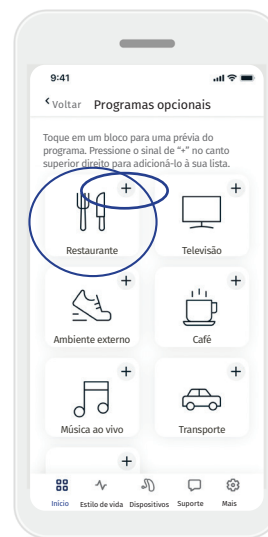 9:41
Voltar Programas opcionais
Toque em um bloco para uma prévia do
programa. Pressione o sinal de “+” no canto
superior direito para adicioná-lo à sua lista.
+ +
Restaurante Televisão
+ +
Ambiente externo Café
+ +
Música ao vivo Transporte
+
Início Estilo de vida Dispositivos Suporte Mais